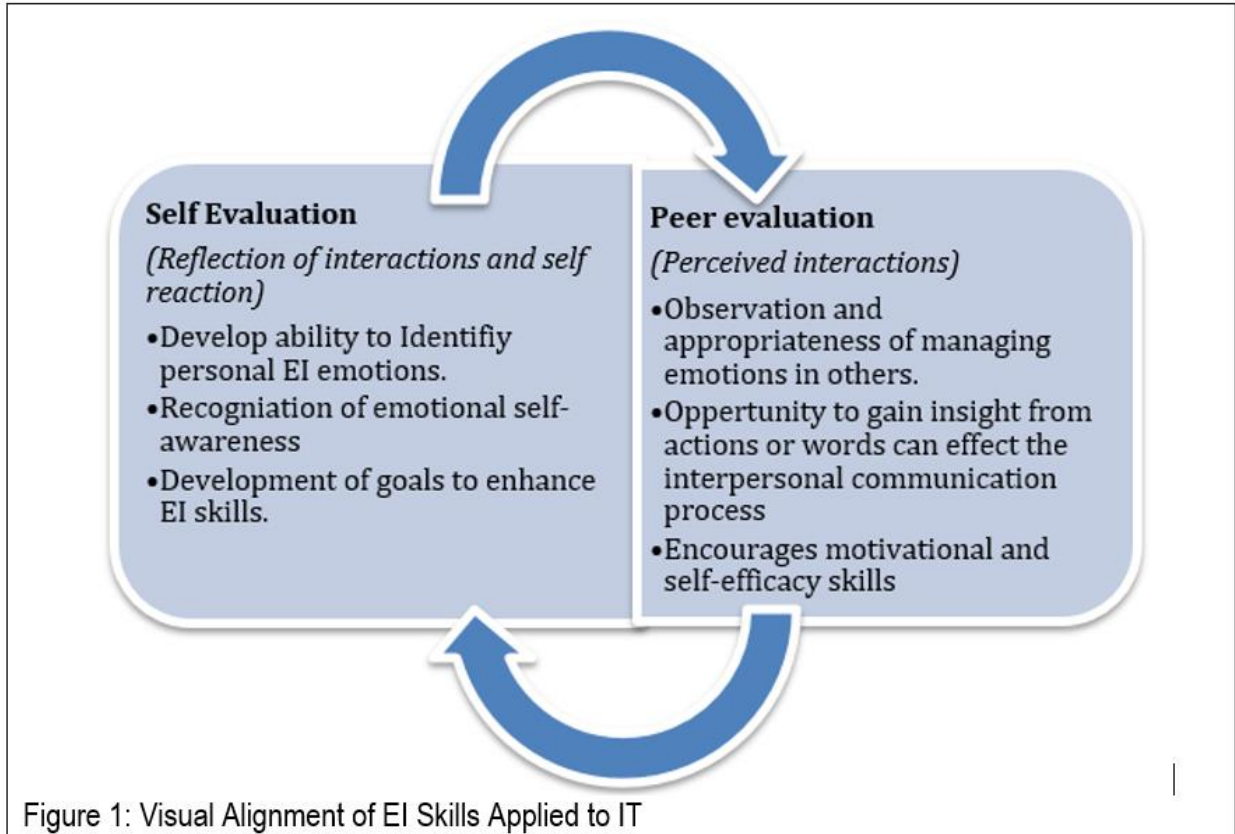 Self Evaluation
(Reflection of interactions and self
reaction)
•Develop ability to Identifiy
personal EI emotions.
•Recogniation of emotional self-
awareness
•Development of goals to enhance
EI skills.
Peer evaluation
(Perceived interactions)
•Observation and
appropriateness of managing
emotions in others.
•Oppertunity to gain insight from
actions or words can effect the
interpersonal communication
process
•Encourages motivational and
self-efficacy skills
Figure 1: Visual Alignment of EI Skills Applied to IT